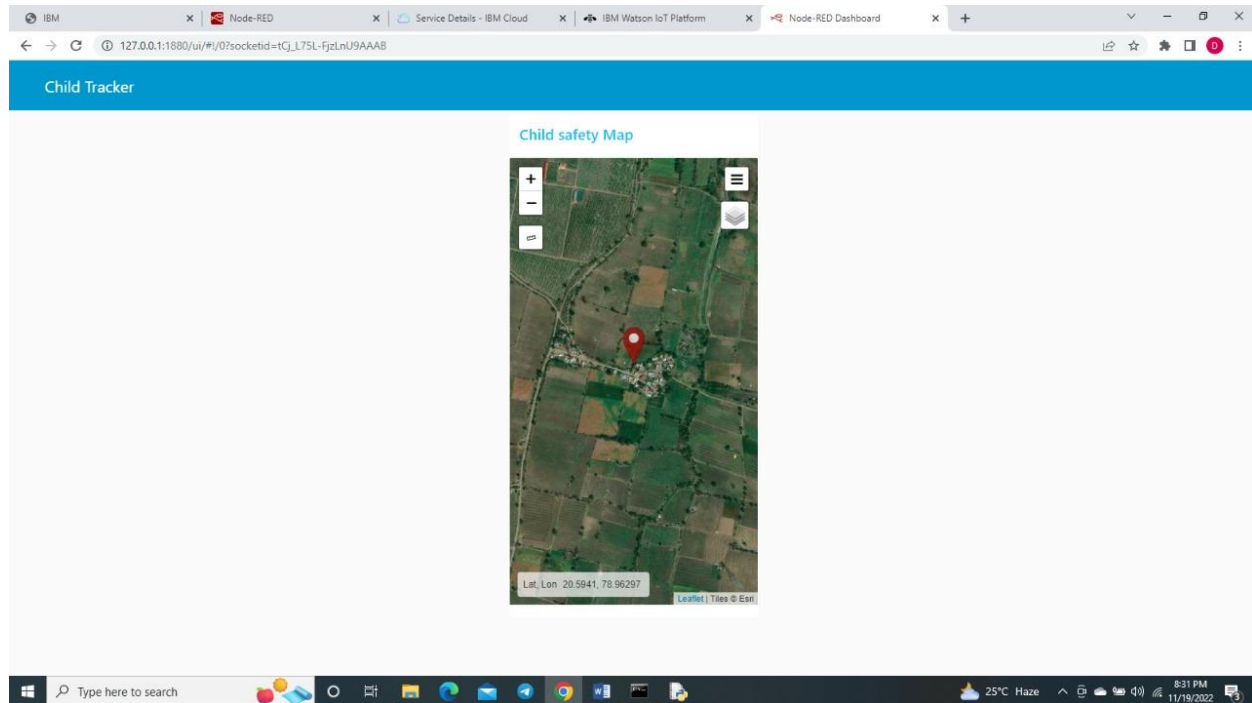 IBM
Node-RED
Service Details - IBM Cloud
IBM Watson IoT Platform
Node-RED Dashboard
127.0.0.1:1880/ui/#!/0?socketid=tCj_L75L-FjzLnU9AAAB
D
Child Tracker
Child safety Map
+
−
Lat, Lon 20.5941, 78.96297
Leaflet | Tiles © Esri
Type here to search
25°C Haze
8:31 PM
11/19/2022
3